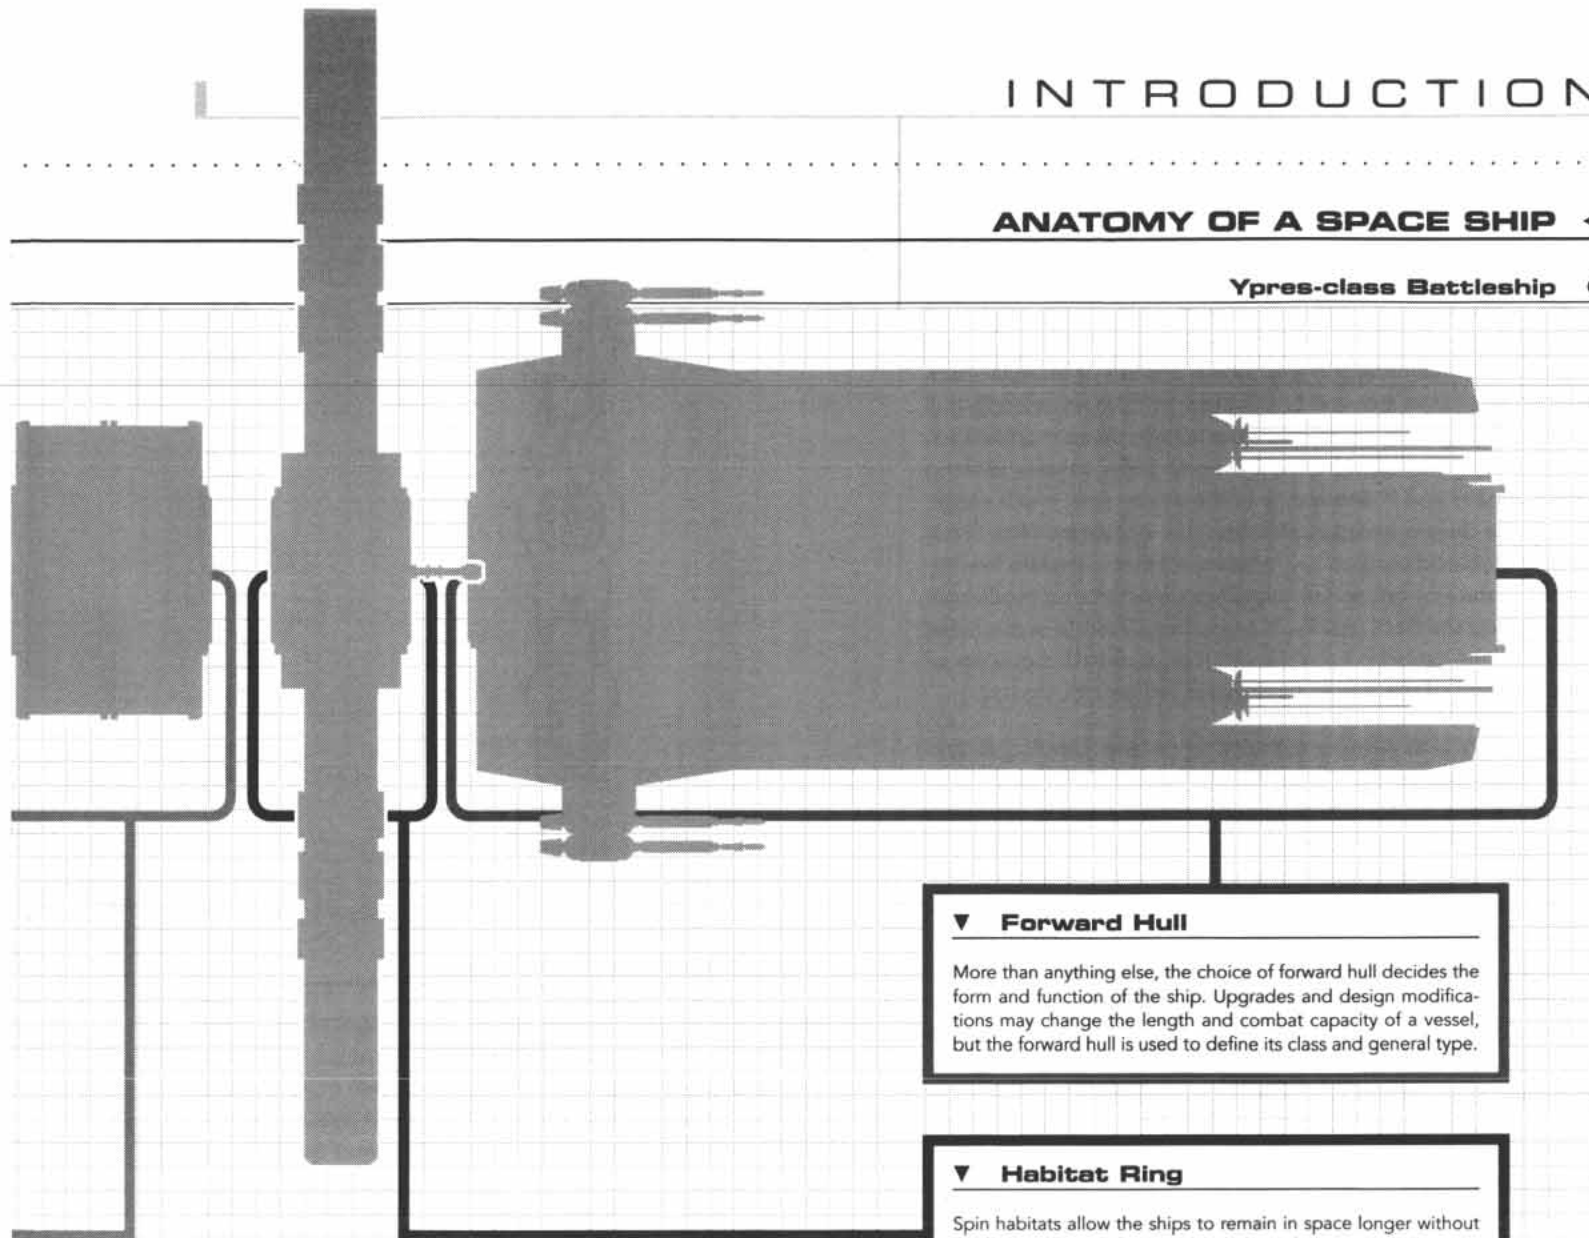 INTRODUCTION
ANATOMY OF A SPACE SHIP
Ypres-class Battleship
▼ Forward Hull
More than anything else, the choice of forward hull decides the
form and function of the ship. Upgrades and design modifica-
tions may change the length and combat capacity of a vessel,
but the forward hull is used to define its class and general type.
▼ Habitat Ring
Spin habitats allow the ships to remain in space longer without